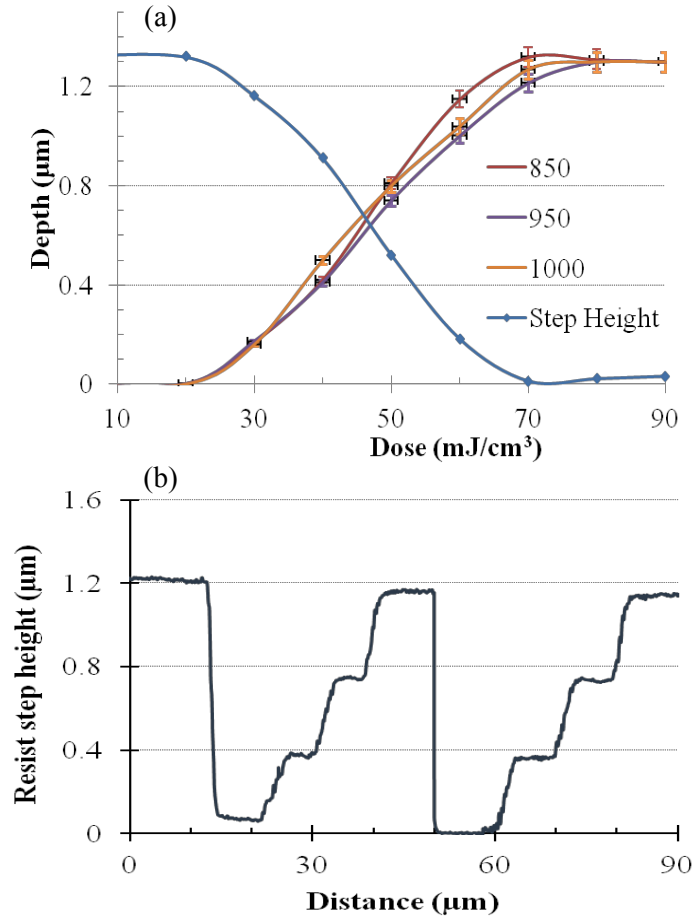 (a)
Depth (μm)
1.2
0.8
0.4
0
850
950
1000
Step Height
10 30 50 70 90
Dose (mJ/cm³)
(b)
Resist step height (μm)
1.6
1.2
0.8
0.4
0
0 30 60 90
Distance (μm)